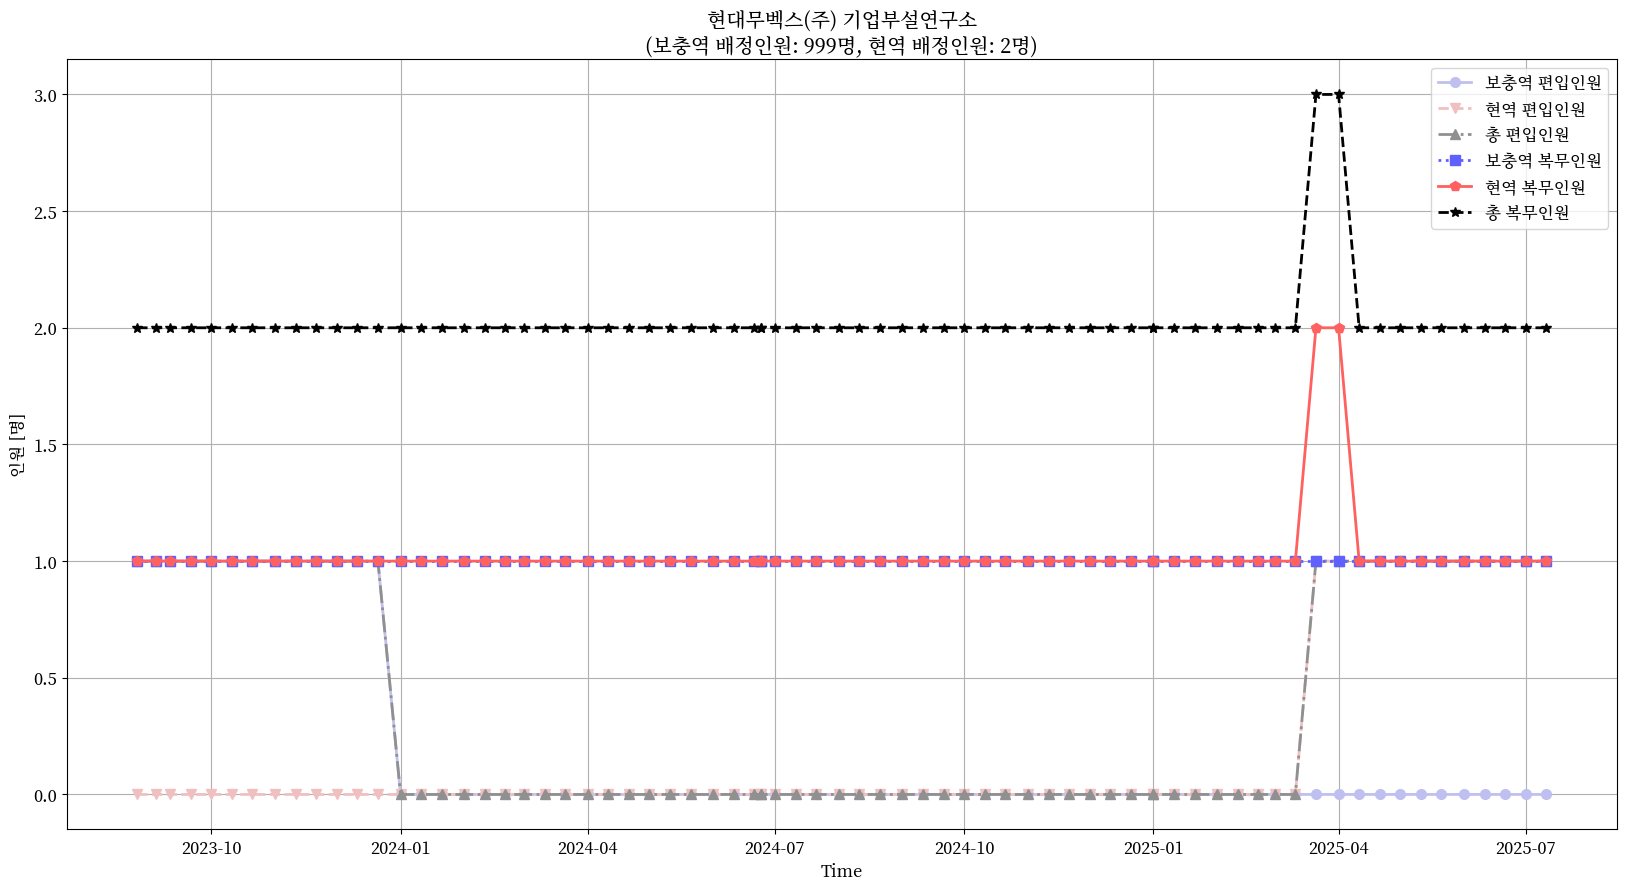 현대무벡스(주) 기업부설연구소
(보충역 배정인원: 999명, 현역 배정인원: 2명)
보충역 편입인원
현역 편입인원
총 편입인원
보충역 복무인원
현역 복무인원
총 복무인원
인원 [명]
3.0
2.5
2.0
1.5
1.0
0.5
0.0
2023-10
2024-01
2024-04
2024-07
2024-10
2025-01
2025-04
2025-07
Time